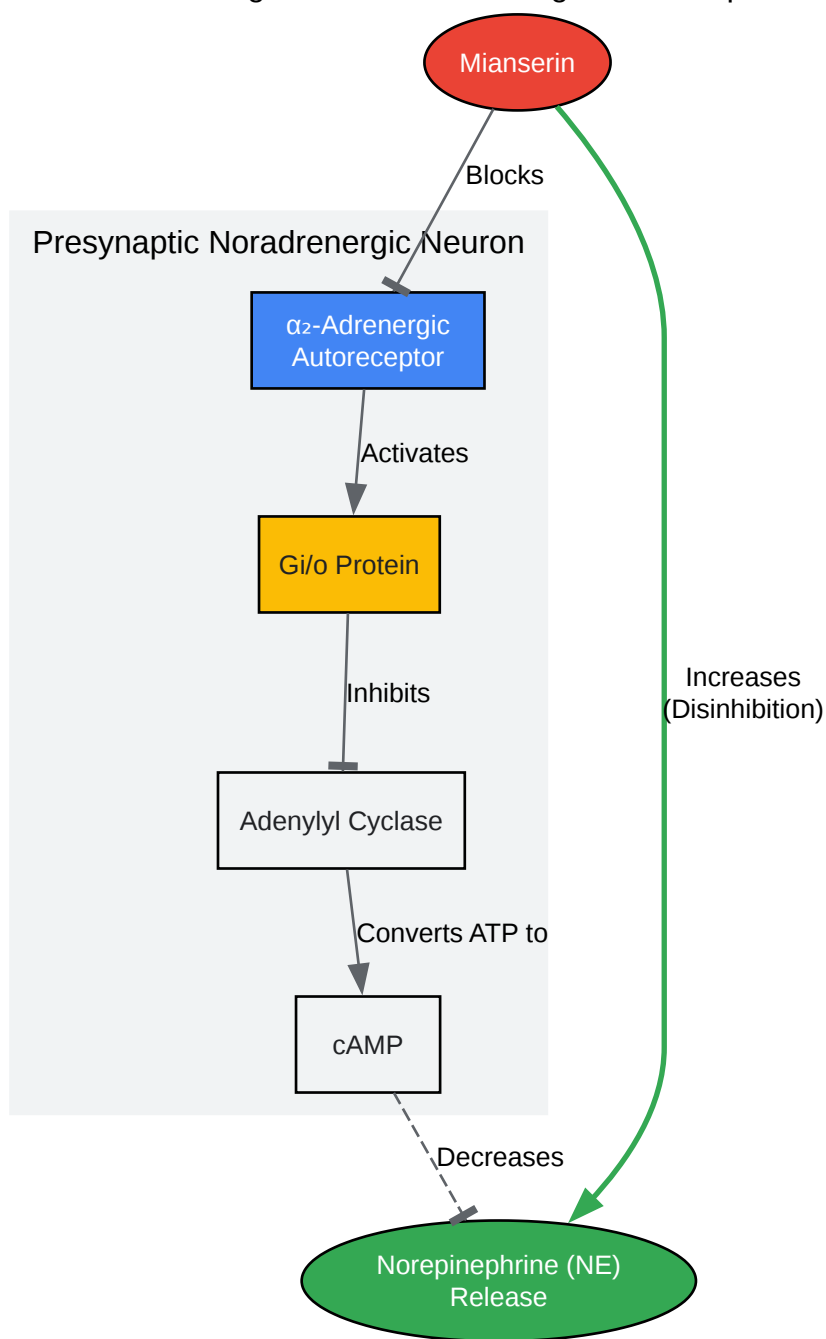 Mianserin
Blocks
Presynaptic Noradrenergic Neuron
α₂-Adrenergic
Autoreceptor
Activates
Gi/o Protein
Inhibits
Increases
(Disinhibition)
Adenylyl Cyclase
Converts ATP to
cAMP
Decreases
Norepinephrine (NE)
Release